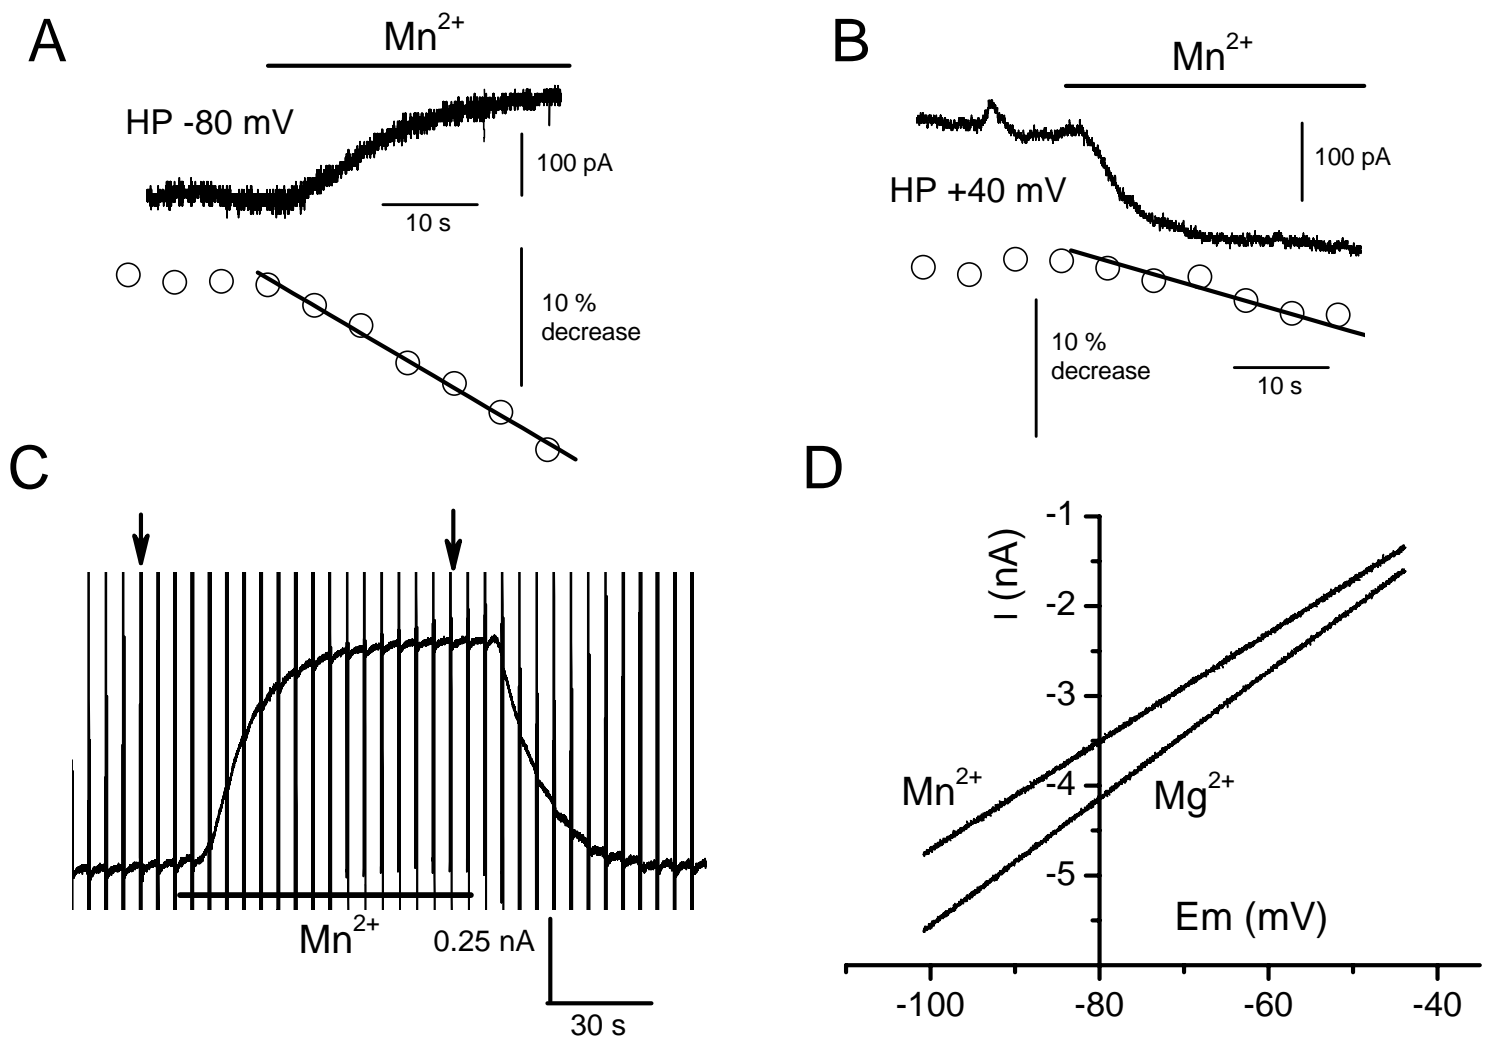 A
Mn2+
HP -80 mV
100 pA
10 s
10 %
decrease
B
Mn2+
HP +40 mV
100 pA
10 %
decrease
10 s
C
Mn2+
0.25 nA
30 s
D
I (nA)
-1
-2
-3
-4
-5
Mn2+
Mg2+
Em (mV)
-100
-80
-60
-40